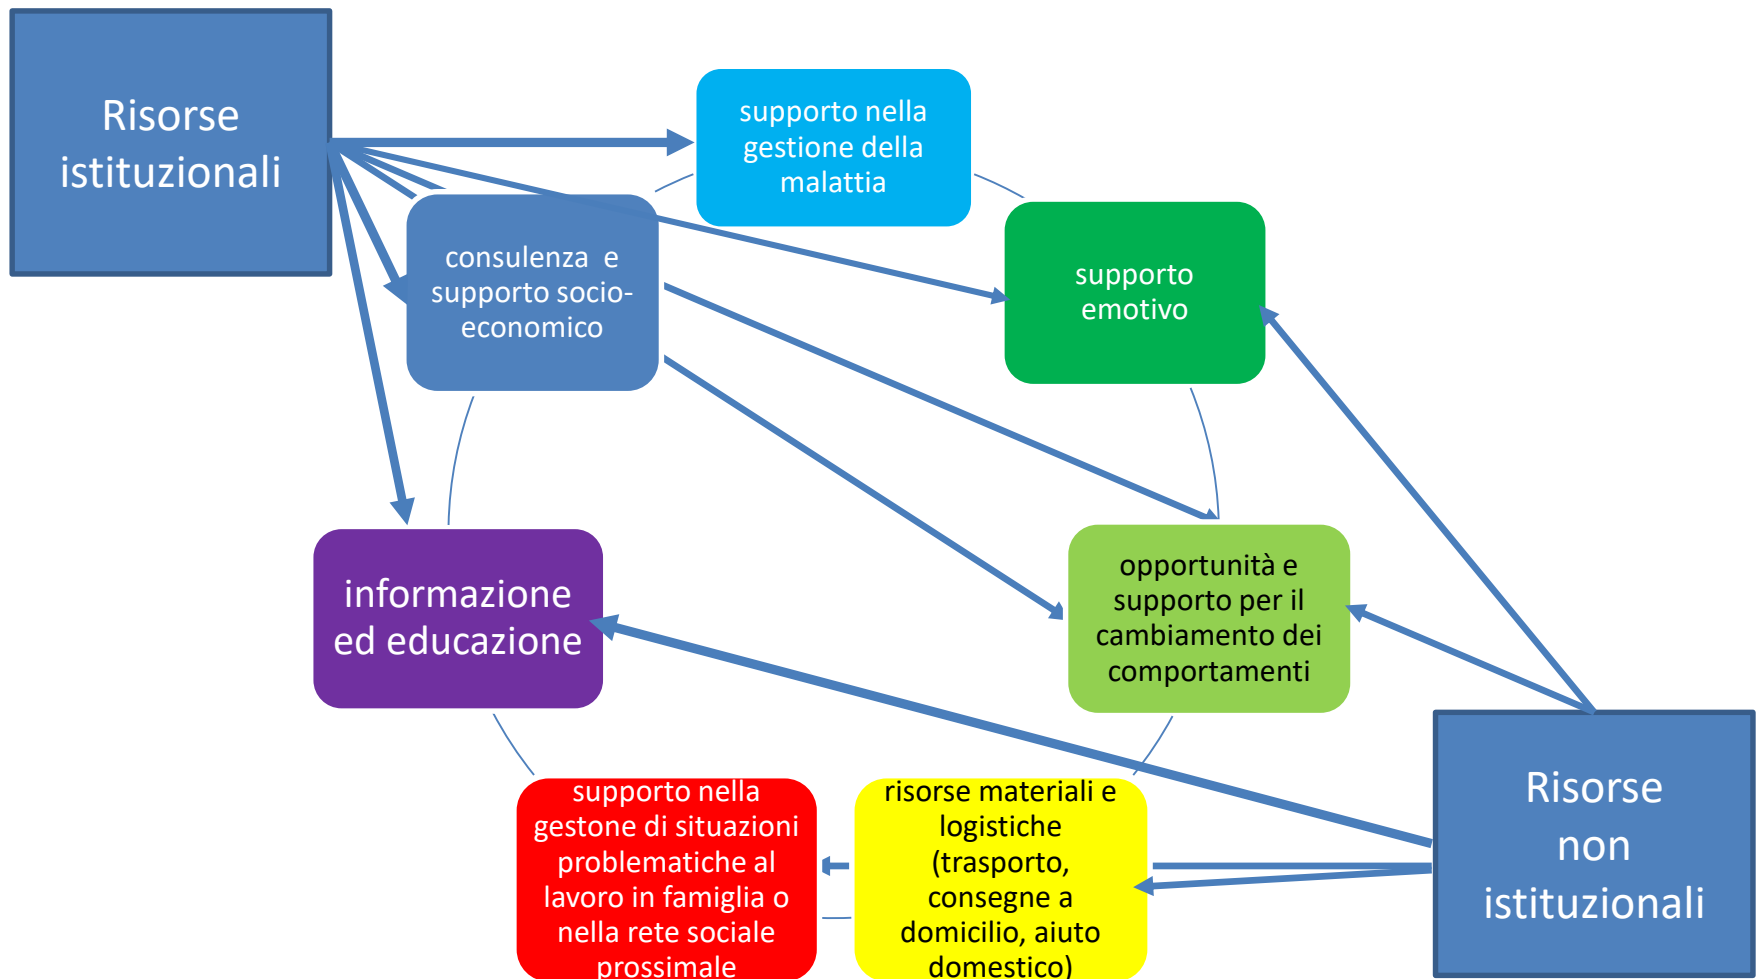 Risorse
istituzionali
supporto nella
gestione della
malattia
consulenza e
supporto socio-
economico
supporto
emotivo
informazione
ed educazione
opportunità e
supporto per il
cambiamento dei
comportamenti
supporto nella
gestone di situazioni
problematiche al
lavoro in famiglia o
nella rete sociale
prossimale
risorse materiali e
logistiche
(trasporto,
consegne a
domicilio, aiuto
domestico)
Risorse
non
istituzionali